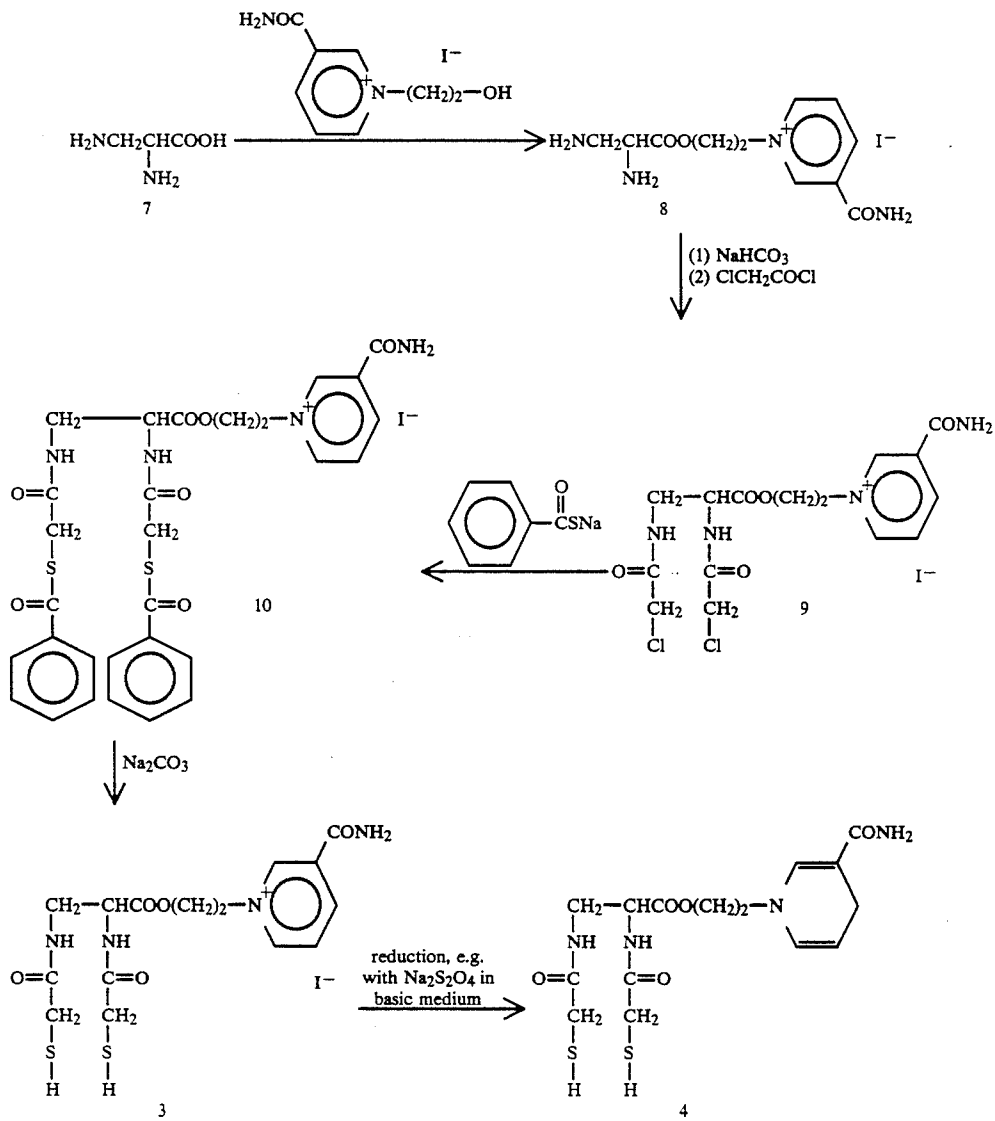 H2NOC
I−
+
N—(CH2)2—OH
H2NCH2CHCOOH
NH2
7
H2NCH2CHCOO(CH2)2—N
+
I−
NH2
CONH2
8
(1) NaHCO3
(2) ClCH2COCl
CONH2
CH2
CHCOO(CH2)2—N
+
I−
NH
NH
O=C
C=O
CH2
CH2
S
S
O=C
C=O
10
O
CSNa
CONH2
CH2
CHCOO(CH2)2—N
+
I−
NH
NH
O=C
C=O
CH2
CH2
Cl
Cl
9
Na2CO3
CONH2
CH2
CHCOO(CH2)2—N
+
I−
NH
NH
O=C
C=O
CH2
CH2
S
S
H
H
3
reduction, e.g.
with Na2S2O4 in
basic medium
CONH2
CH2
CHCOO(CH2)2—N
NH
NH
O=C
C=O
CH2
CH2
S
S
H
H
4